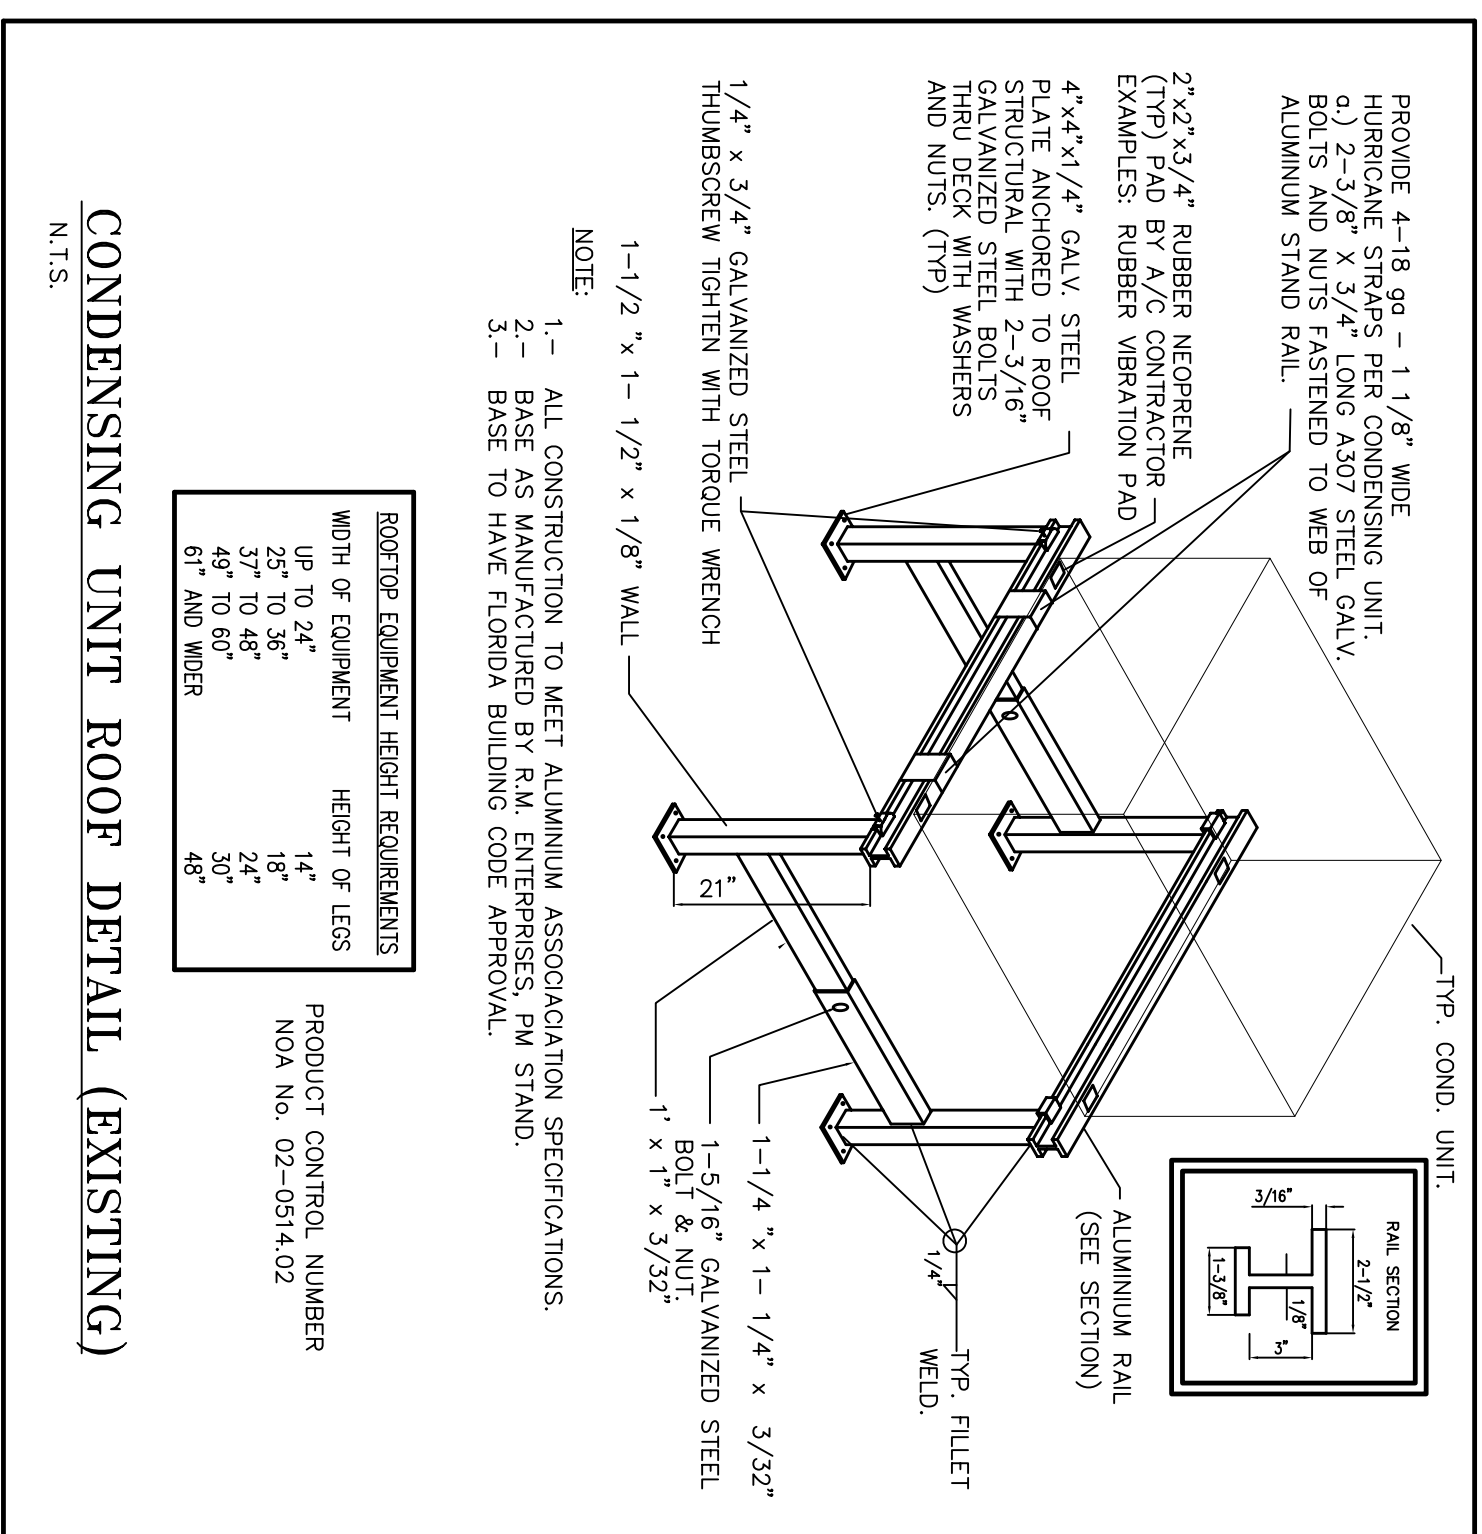 PROVIDE 4-18 ga - 1 1/8" WIDE
HURRICANE STRAPS PER CONDENSING UNIT.
a.) 2-3/8" X 3/4" LONG A307 STEEL GALV.
BOLTS AND NUTS FASTENED TO WEB OF
ALUMINUM STAND RAIL.
2"x2"x3/4" RUBBER NEOPRENE
(TYP) PAD BY A/C CONTRACTOR
EXAMPLES: RUBBER VIBRATION PAD
4"x4"x1/4" GALV. STEEL
PLATE ANCHORED TO ROOF
STRUCTURAL WITH 2-3/16"
GALVANIZED STEEL BOLTS
THRU DECK WITH WASHERS
AND NUTS. (TYP)
1/4" x 3/4" GALVANIZED STEEL
THUMBSCREW TIGHTEN WITH TORQUE WRENCH
1-1/2 "x 1- 1/2" x 1/8" WALL
TYP. COND. UNIT.
RAIL SECTION
2-1/2"
3/16"
1/8"
3"
1-3/8"
ALUMINIUM RAIL
(SEE SECTION)
TYP. FILLET
WELD.
1/4"
21"
1-1/4 "x 1- 1/4" x 3/32"
1-5/16" GALVANIZED STEEL
BOLT & NUT.
1' x 1" x 3/32"
NOTE:
1.- ALL CONSTRUCTION TO MEET ALUMINIUM ASSOCIACIATION SPECIFICATIONS.
2.- BASE AS MANUFACTURED BY R.M. ENTERPRISES, PM STAND.
3.- BASE TO HAVE FLORIDA BUILDING CODE APPROVAL.
ROOFTOP EQUIPMENT HEIGHT REQUIREMENTS
WIDTH OF EQUIPMENT HEIGHT OF LEGS
UP TO 24" 14"
25" TO 36" 18"
37" TO 48" 24"
49" TO 60" 30"
61" AND WIDER 48"
PRODUCT CONTROL NUMBER
NOA No. 02-0514.02
CONDENSING UNIT ROOF DETAIL (EXISTING)
N.T.S.